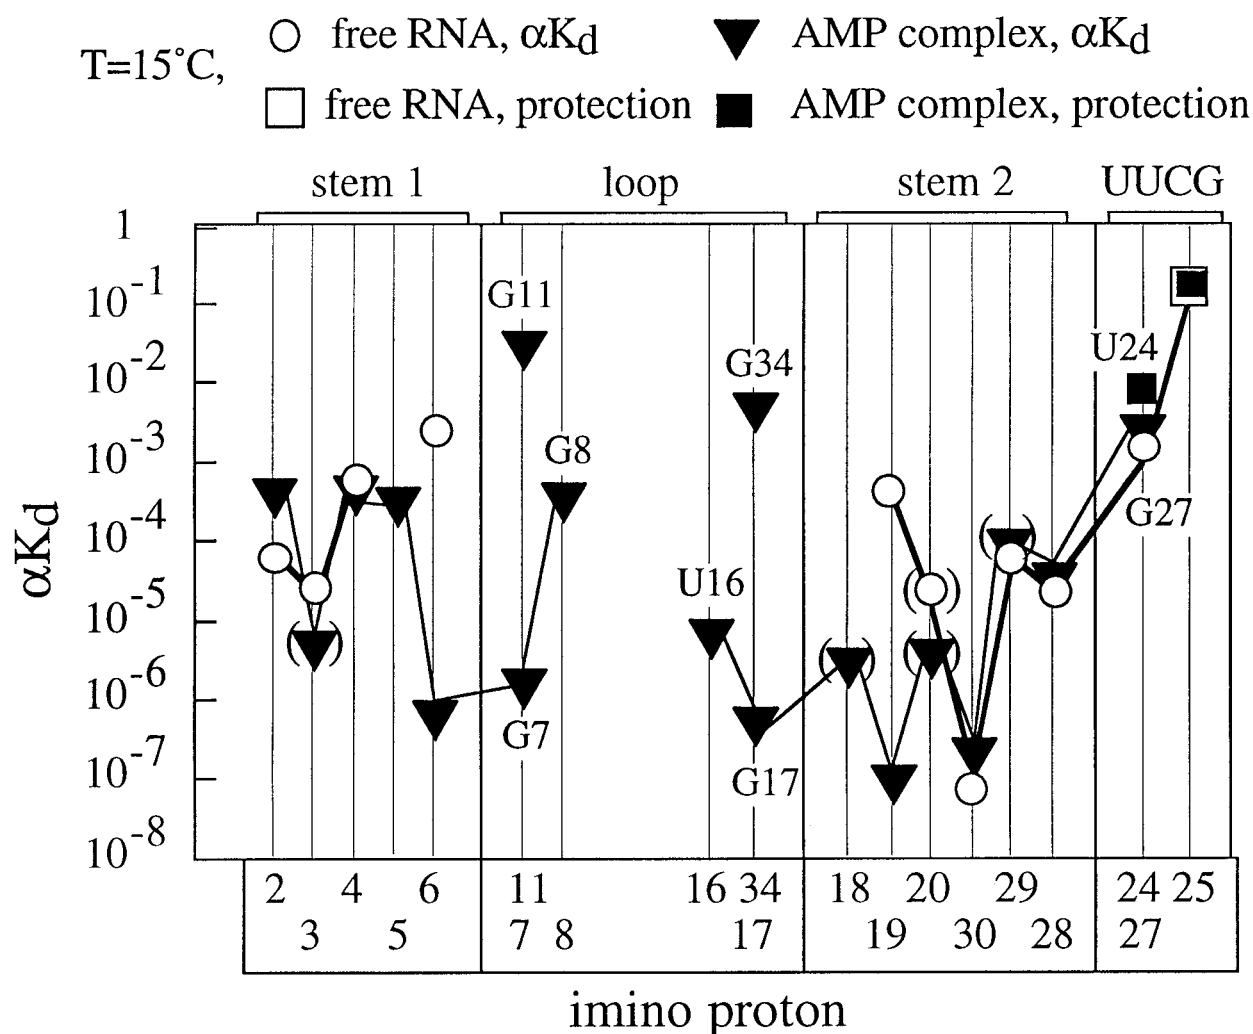 T=15°C,
○ free RNA, αKd ▼ AMP complex, αKd
□ free RNA, protection ■ AMP complex, protection
stem 1 loop stem 2 UUCG
1
10-1
10-2
10-3
10-4
10-5
10-6
10-7
10-8
αKd
G11
G34
U24
G8
G27
U16
G7
G17
( )
( )
( )
( )
( )
2 4 6 11 16 34 18 20 29 24 25
3 5 7 8 17 19 30 28 27
imino proton